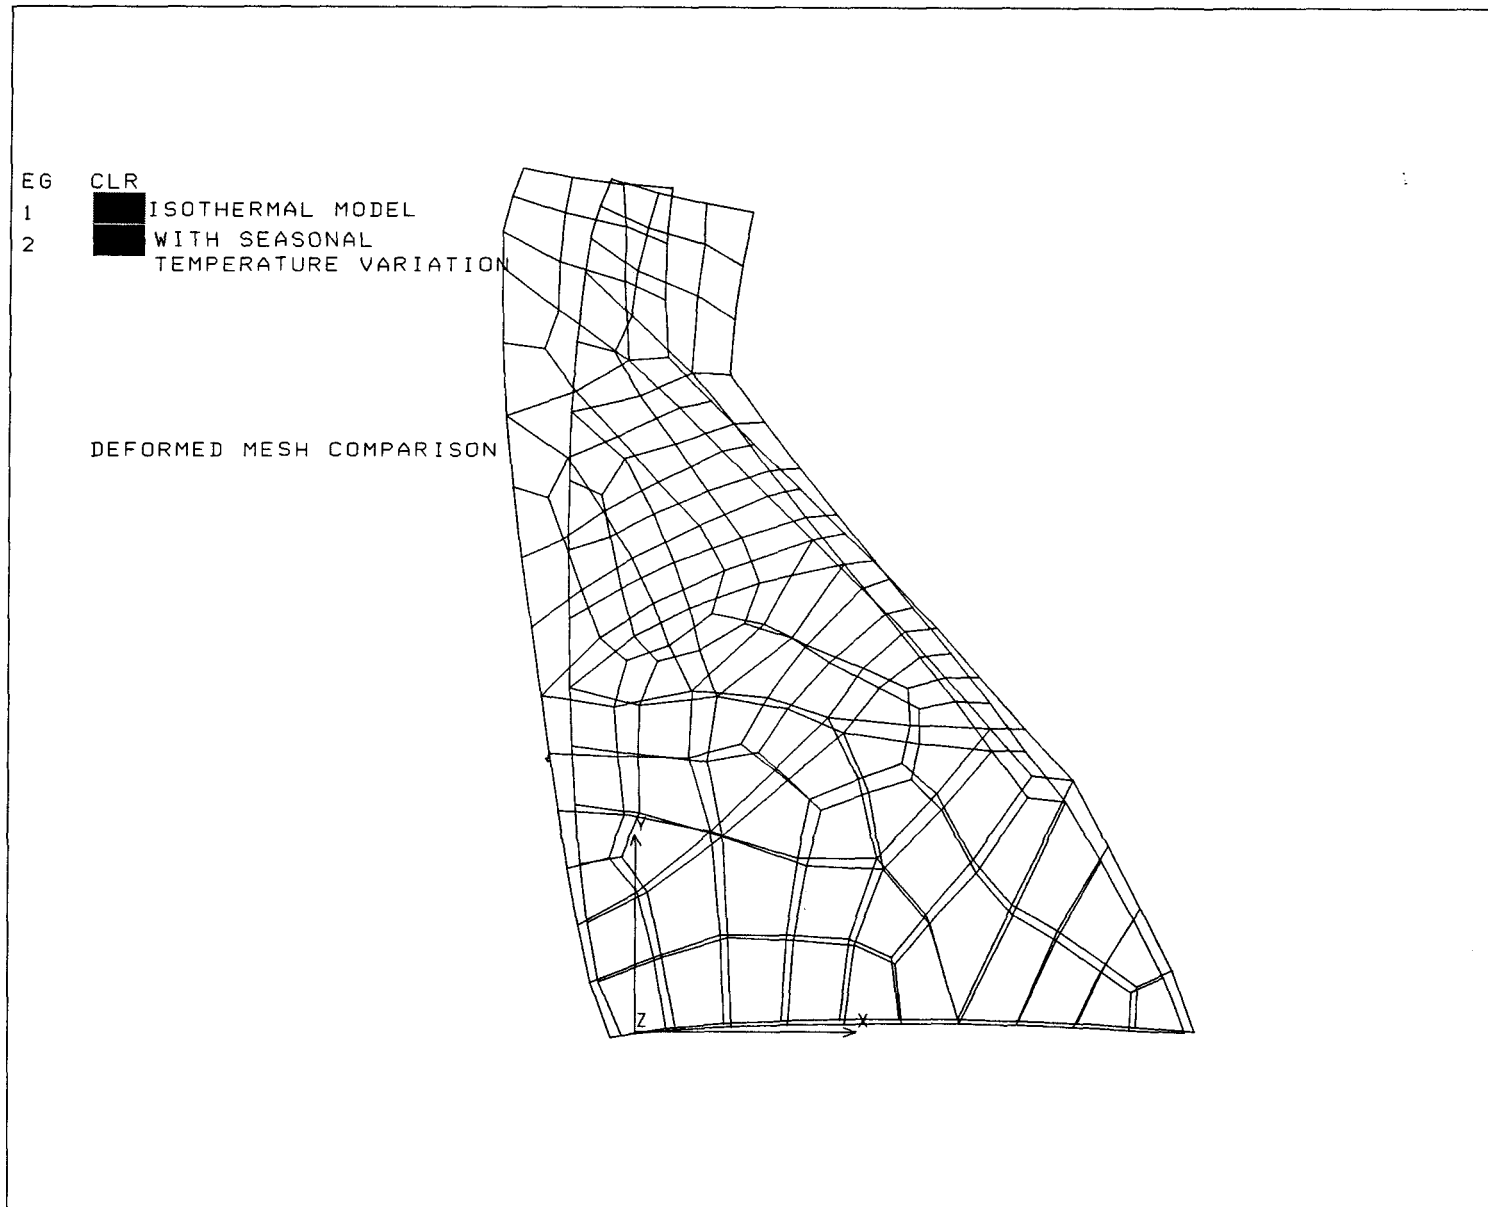 EG CLR
1 ISOTHERMAL MODEL
2 WITH SEASONAL
TEMPERATURE VARIATION
DEFORMED MESH COMPARISON
Y
Z X